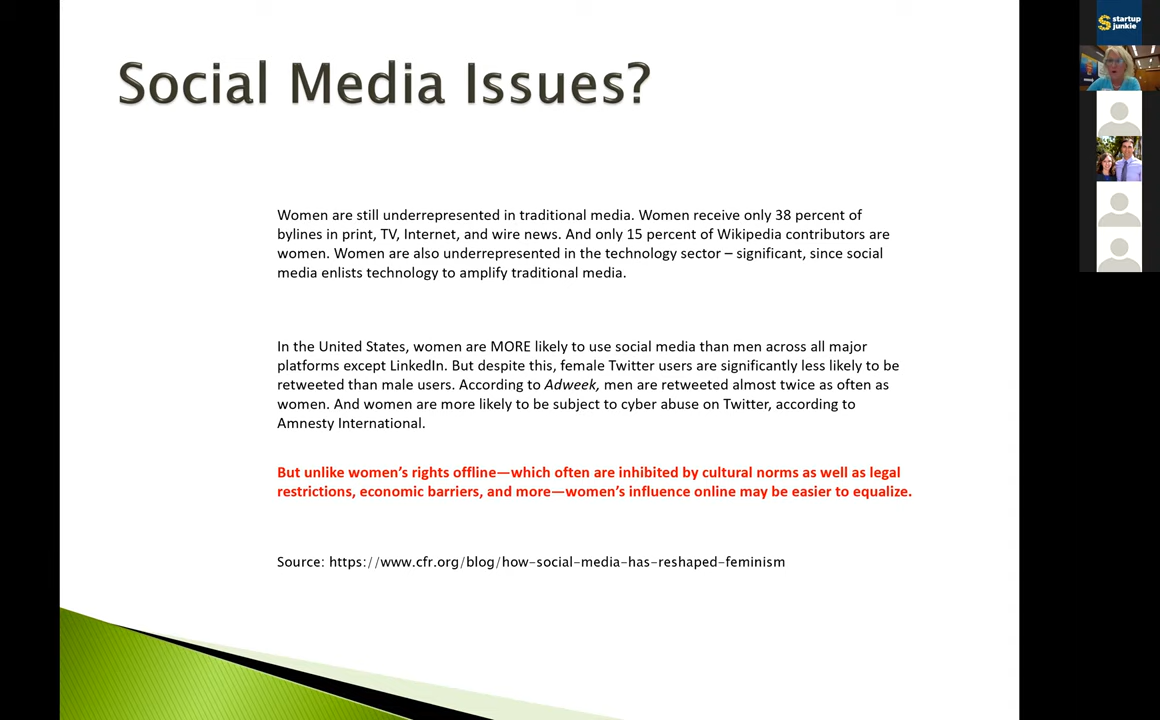 Social Media Issues?
Women are still underrepresented in traditional media. Women receive only 38 percent of
bylines in print, TV, Internet, and wire news. And only 15 percent of Wikipedia contributors are
women. Women are also underrepresented in the technology sector – significant, since social
media enlists technology to amplify traditional media.
In the United States, women are MORE likely to use social media than men across all major
platforms except LinkedIn. But despite this, female Twitter users are significantly less likely to be
retweeted than male users. According to Adweek, men are retweeted almost twice as often as
women. And women are more likely to be subject to cyber abuse on Twitter, according to
Amnesty International.
But unlike women’s rights offline—which often are inhibited by cultural norms as well as legal
restrictions, economic barriers, and more—women’s influence online may be easier to equalize.
Source: https://www.cfr.org/blog/how-social-media-has-reshaped-feminism
startup
junkie